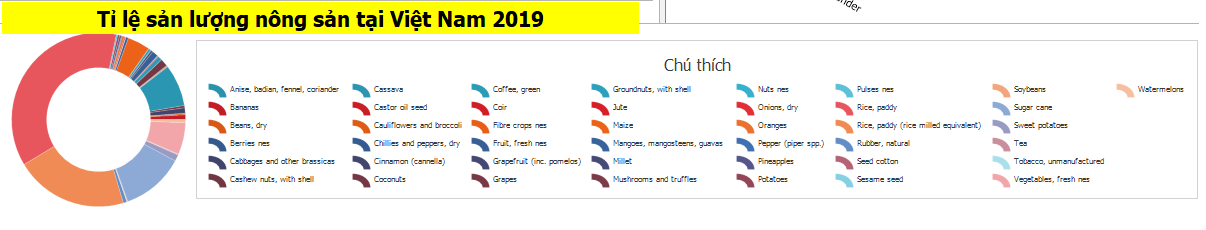 nder
Tỉ lệ sản lượng nông sản tại Việt Nam 2019
Chú thích
Anise, badian, fennel, coriander
Bananas
Beans, dry
Berries nes
Cabbages and other brassicas
Cashew nuts, with shell
Cassava
Castor oil seed
Cauliflowers and broccoli
Chillies and peppers, dry
Cinnamon (cannella)
Coconuts
Coffee, green
Coir
Fibre crops nes
Fruit, fresh nes
Grapefruit (inc. pomelos)
Grapes
Groundnuts, with shell
Jute
Maize
Mangoes, mangosteens, guavas
Millet
Mushrooms and truffles
Nuts nes
Onions, dry
Oranges
Pepper (piper spp.)
Pineapples
Potatoes
Pulses nes
Rice, paddy
Rice, paddy (rice milled equivalent)
Rubber, natural
Seed cotton
Sesame seed
Soybeans
Sugar cane
Sweet potatoes
Tea
Tobacco, unmanufactured
Vegetables, fresh nes
Watermelons